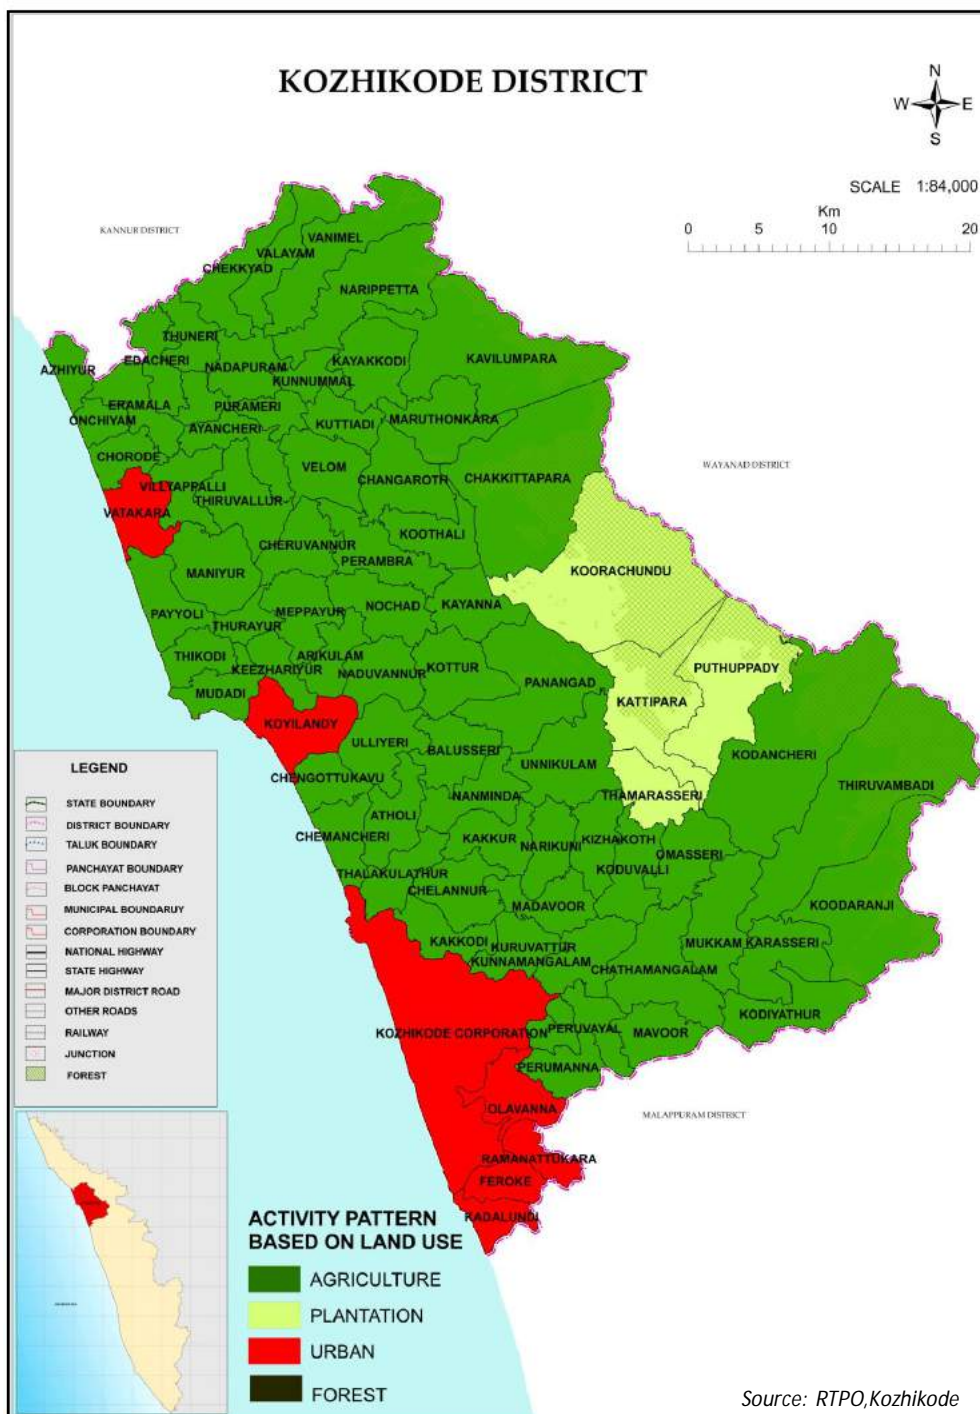 KOZHIKODE DISTRICT
N
W E
S
SCALE 1:84,000
Km
0 5 10 20
KANNUR DISTRICT
VANIMEL
VALAYAM
CHEKKYAD
NARIPPETTA
THUNERI
EDACHERI
NADAPURAM
KAYAKKODI
KAVILUMPARA
AZHIYUR
KUNNUMMAL
ERAMALA
PURAMERI
ONCHIYAM
AYANCHERI
KUTTIADI
MARUTHONKARA
CHORODE
VELOM
WAYANAD DISTRICT
VILLYAPPALLI
CHANGAROTH
CHAKKITTAPARA
THIRUVALLUR
VATAKARA
KOOTHALI
CHERUVANNUR
PERAMBRA
MANIYUR
KOORACHUNDU
PAYYOLI
MEPPAYUR
NOCHAD
KAYANNA
THURAYUR
THIKODI
ARIKULAM
KEEZHARIYUR
NADUVANNUR
KOTTUR
PUTHUPPADY
MUDADI
PANANGAD
KATTIPARA
KOYILANDY
ULLIYERI
BALUSSERI
UNNIKULAM
KODANCHERI
CHENGOTTUKAVU
THIRUVAMBADI
NANMINDA
THAMARASSERI
ATHOLI
CHEMANCHERI
KAKKUR
NARIKUNI
KIZHAKOTH
OMASSERI
THALAKULATHUR
CHELANNUR
KODUVALLI
MADAVOOR
KOODARANJI
KAKKODI
KURUVATTUR
MUKKAM
KARASSERI
KUNNAMANGALAM
CHATHAMANGALAM
KODIYATHUR
KOZHIKODE CORPORATION
PERUVAYAL
MAVOOR
PERUMANNA
OLAVANNA
MALAPPURAM DISTRICT
RAMANATTUKARA
FEROKE
KADALUNDI
LEGEND
STATE BOUNDARY
DISTRICT BOUNDARY
TALUK BOUNDARY
PANCHAYAT BOUNDARY
BLOCK PANCHAYAT
MUNICIPAL BOUNDARUY
CORPORATION BOUNDARY
NATIONAL HIGHWAY
STATE HIGHWAY
MAJOR DISTRICT ROAD
OTHER ROADS
RAILWAY
JUNCTION
FOREST
ACTIVITY PATTERN
BASED ON LAND USE
AGRICULTURE
PLANTATION
URBAN
FOREST
Source: RTPO,Kozhikode